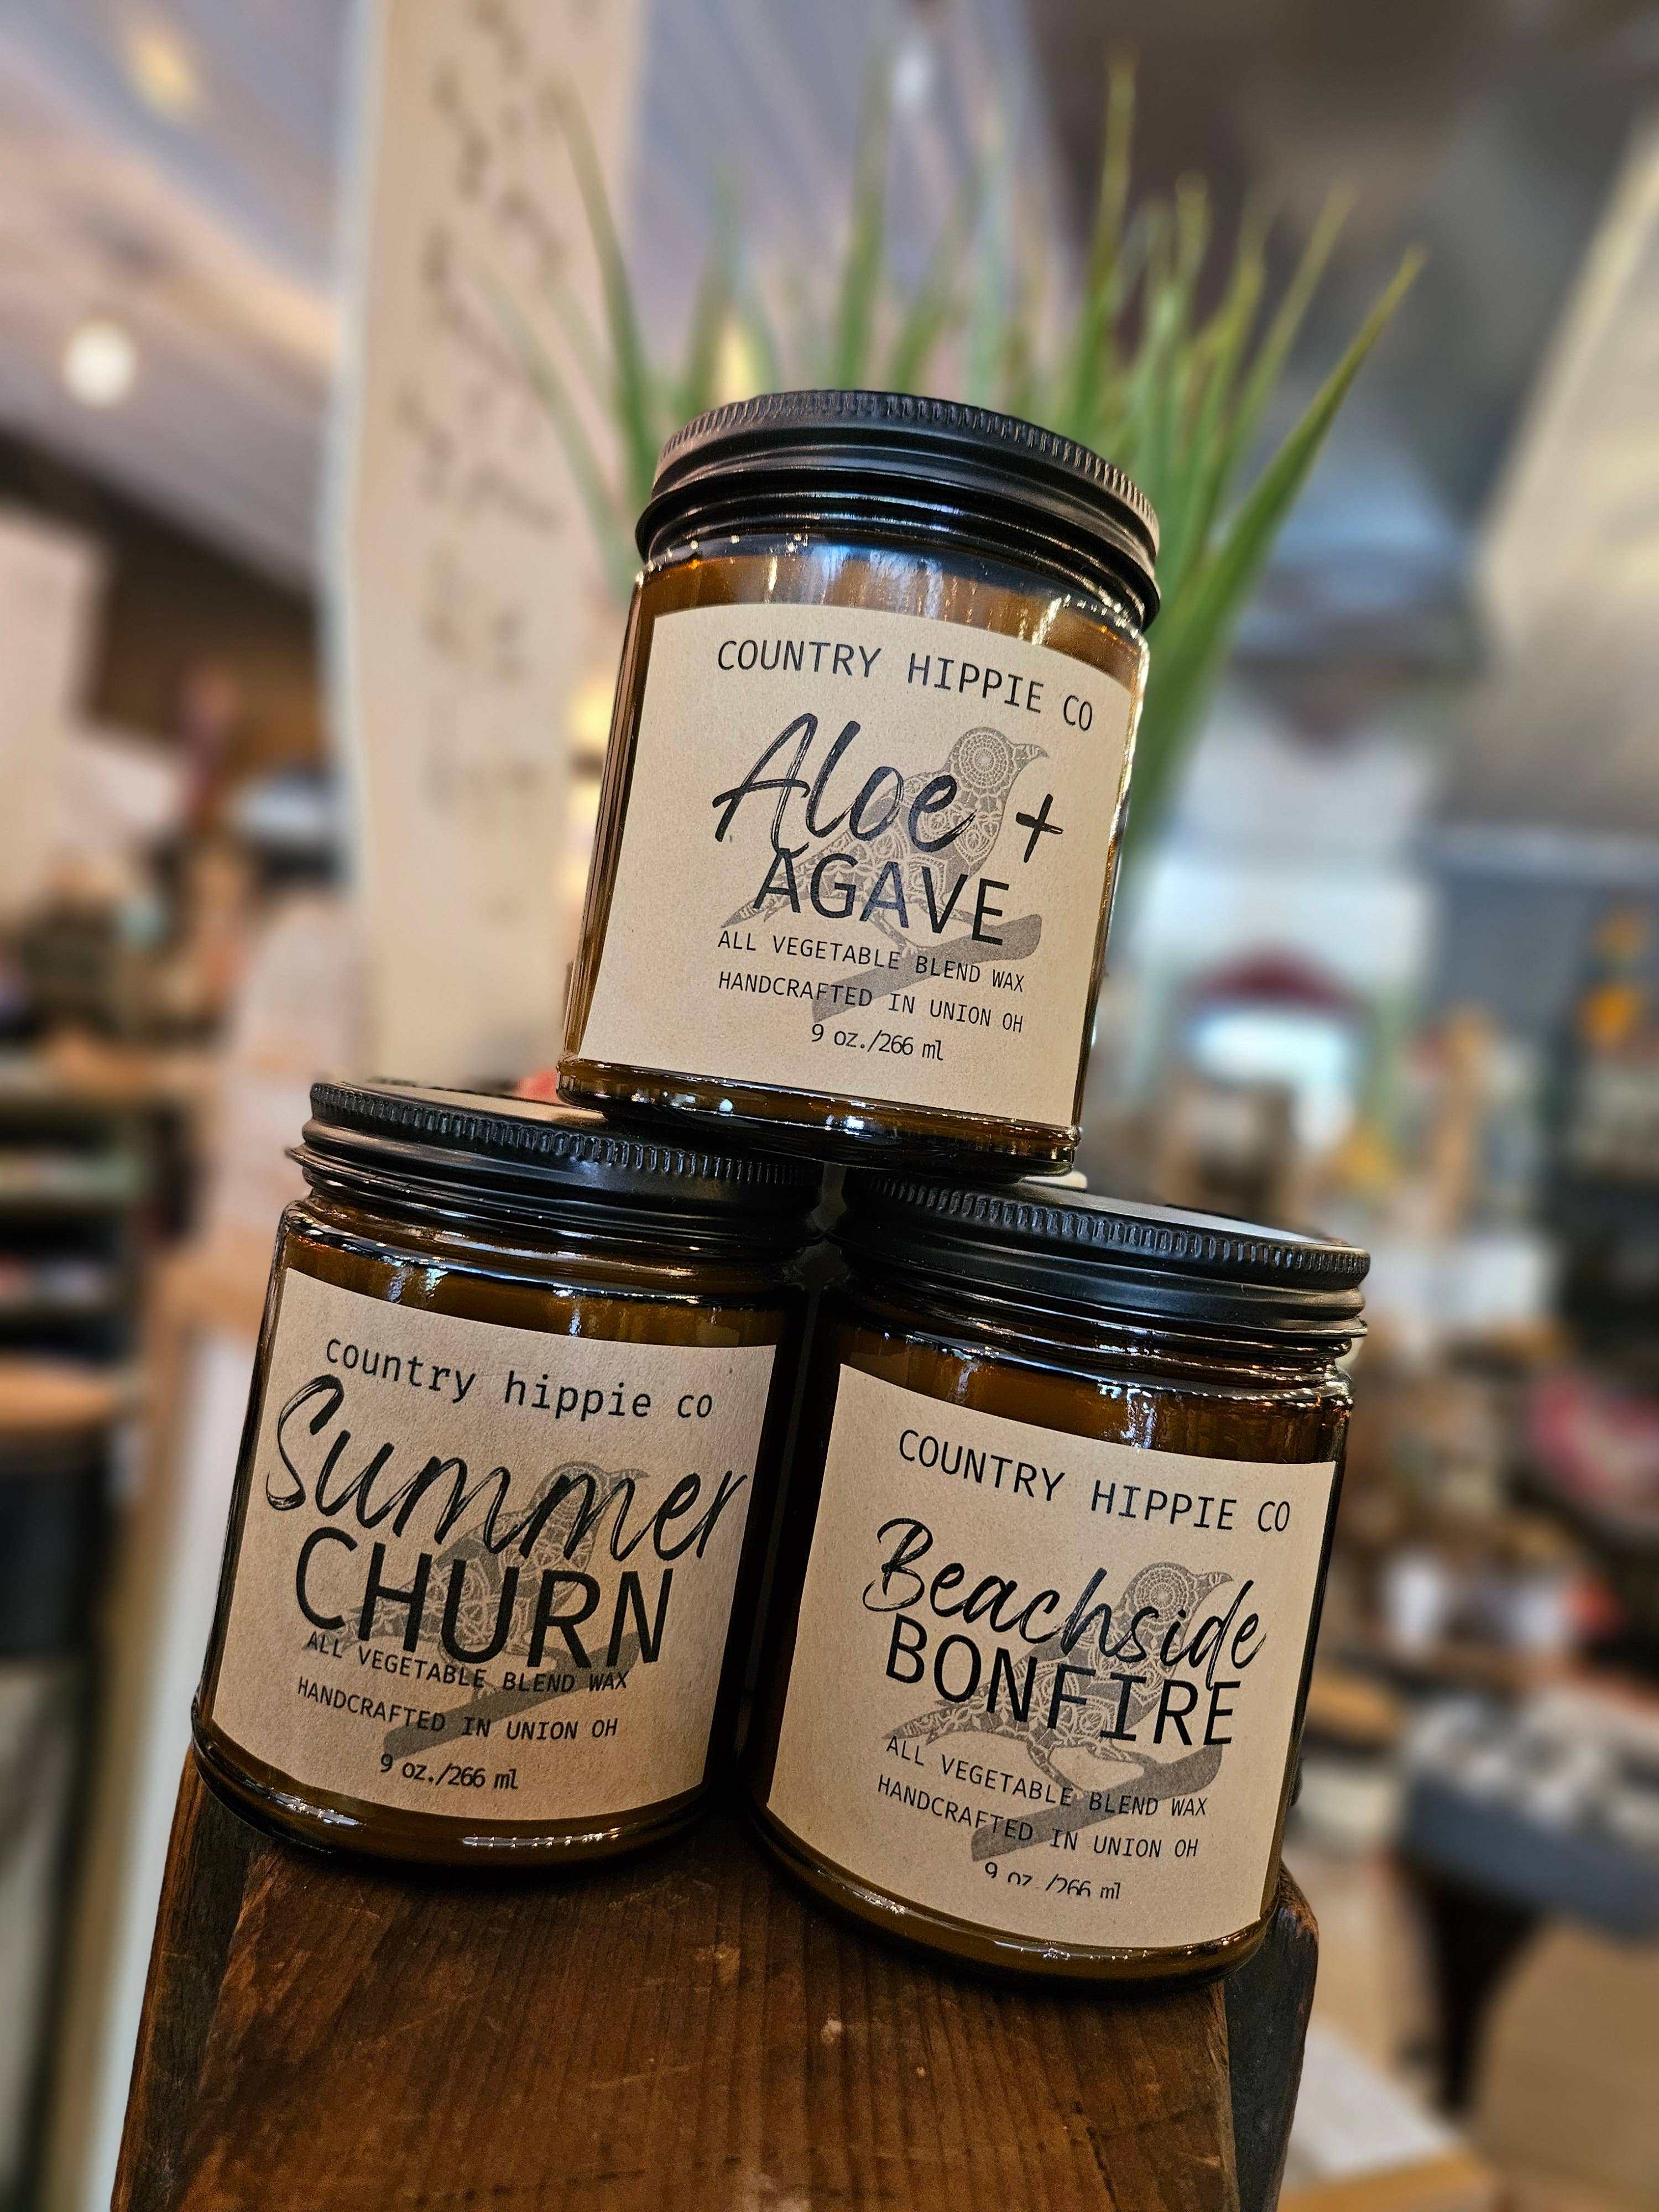 COUNTRY HIPPIE CO
Aloe +
AGAVE
ALL VEGETABLE BLEND WAX
HANDCRAFTED IN UNION OH
9 oz./266 ml
country hippie co
Summer
CHURN
ALL VEGETABLE BLEND WAX
HANDCRAFTED IN UNION OH
9 oz./266 ml
COUNTRY HIPPIE CO
Beachside
BONFIRE
ALL VEGETABLE BLEND WAX
HANDCRAFTED IN UNION OH
9 oz./266 ml